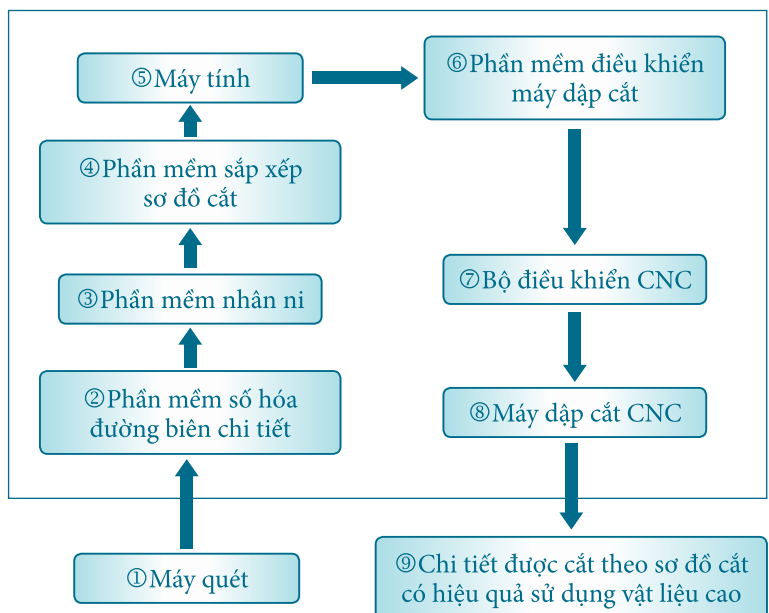 ⑤Máy tính
⑥Phần mềm điều khiển
máy dập cắt
④Phần mềm sắp xếp
sơ đồ cắt
③Phần mềm nhân ni
⑦Bộ điều khiển CNC
②Phần mềm số hóa
đường biên chi tiết
⑧Máy dập cắt CNC
①Máy quét
⑨Chi tiết được cắt theo sơ đồ cắt
có hiệu quả sử dụng vật liệu cao